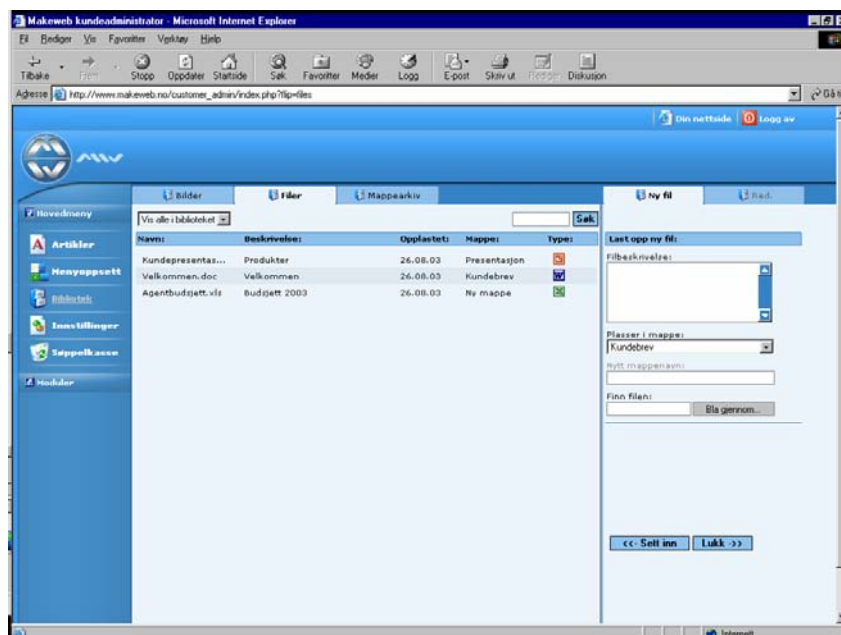 Makeweb kundeadministrator - Microsoft Internet Explorer
Fil Rediger Vis Favoritter Verktøy Hjelp
Tilbake Frem Stopp Oppdater Startside Søk Favoritter Medier Logg E-post Skriv ut Rediger Diskusjon
Adresse http://www.makeweb.no/customer_admin/index.php?flip=files Gå til
Din nettside Logg av
Bilder Filer Mappearkiv Ny fil Red.
Hovedmeny
Vis alle i biblioteket Søk
Navn: Beskrivelse: Opplastet: Mappe: Type: Last opp ny fil:
Artikler
Kundepresentas... Produkter 26.08.03 Presentasjon
Filbeskrivelse:
Menyoppsett
Velkommen.doc Velkommen 26.08.03 Kundebrev
Agentbudsjett.xls Budsjett 2003 26.08.03 Ny mappe
Bibliotek
Innstillinger
Søppelkasse
Moduler
Plasser i mappe:
Kundebrev
Nytt mappenavn:
Finn filen:
Bla gjennom...
<<- Sett inn Lukk ->>
Internett